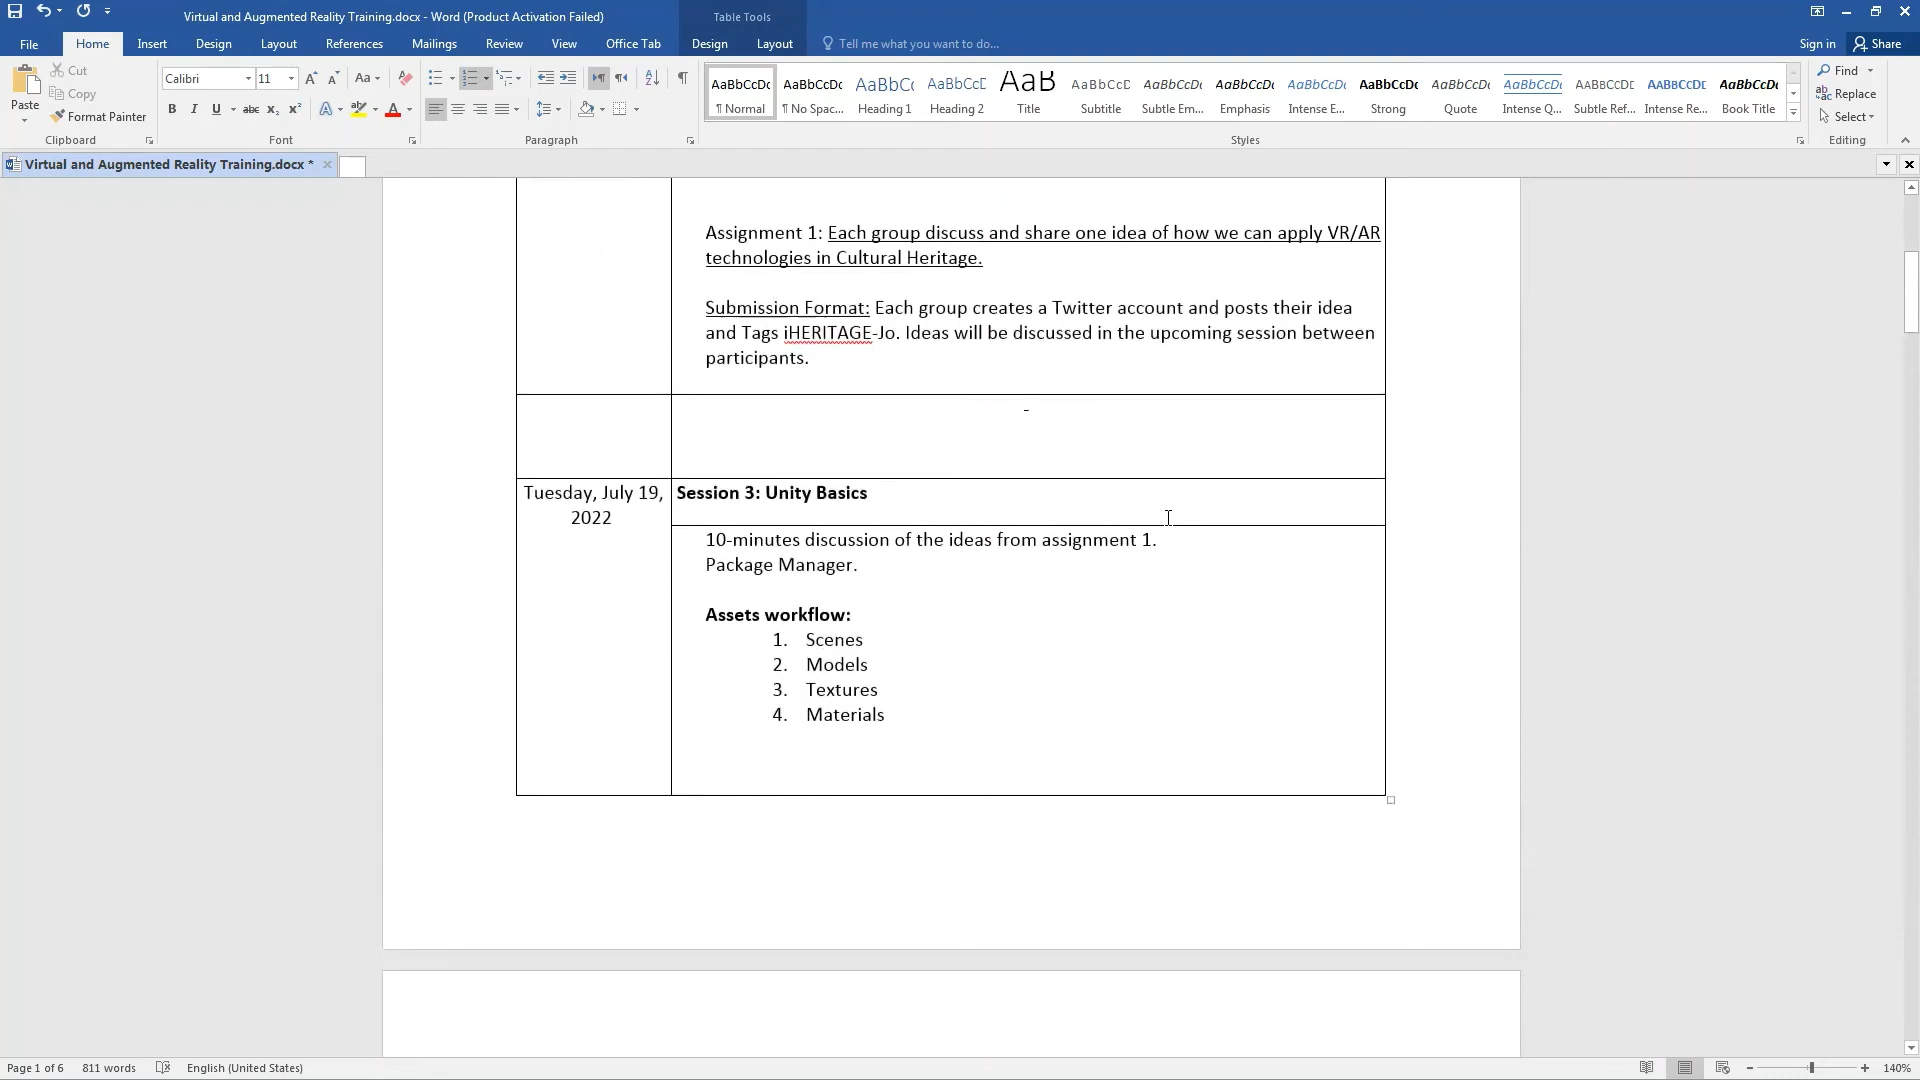 Virtual and Augmented Reality Training.docx - Word (Product Activation Failed)
Table Tools
File Home Insert Design Layout References Mailings Review View Office Tab Design Layout Tell me what you want to do... Sign in Share
Paste Cut Copy Format Painter
Calibri 11
AaBbCcDc AaBbCcDc AaBbCc AaBbCcD AaB AaBbCcD AaBbCcDc AaBbCcDc AaBbCcDc AaBbCcDc AaBbCcDc AaBbCcDc AABBCCDD AABBCCDD AaBbCcDc
¶ Normal ¶ No Spac... Heading 1 Heading 2 Title Subtitle Subtle Em... Emphasis Intense E... Strong Quote Intense Q... Subtle Ref... Intense Re... Book Title
Find
Replace
Select
Clipboard Font Paragraph Styles Editing
Virtual and Augmented Reality Training.docx *
Assignment 1: Each group discuss and share one idea of how we can apply VR/AR
technologies in Cultural Heritage.
Submission Format: Each group creates a Twitter account and posts their idea
and Tags iHERITAGE-Jo. Ideas will be discussed in the upcoming session between
participants.
-
Tuesday, July 19,
2022
Session 3: Unity Basics
10-minutes discussion of the ideas from assignment 1.
Package Manager.
Assets workflow:
1. Scenes
2. Models
3. Textures
4. Materials
Page 1 of 6 811 words English (United States) 140%